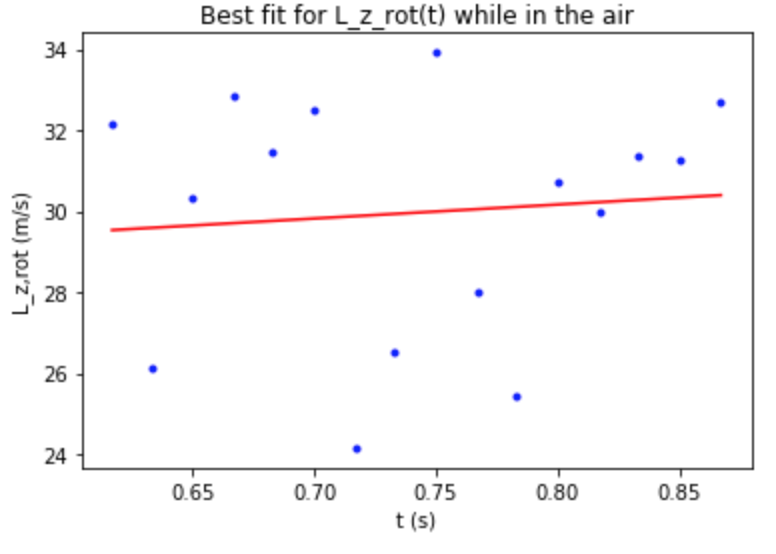 Best fit for L_z_rot(t) while in the air
34
32
30
28
26
24
L_z,rot (m/s)
0.65 0.70 0.75 0.80 0.85
t (s)